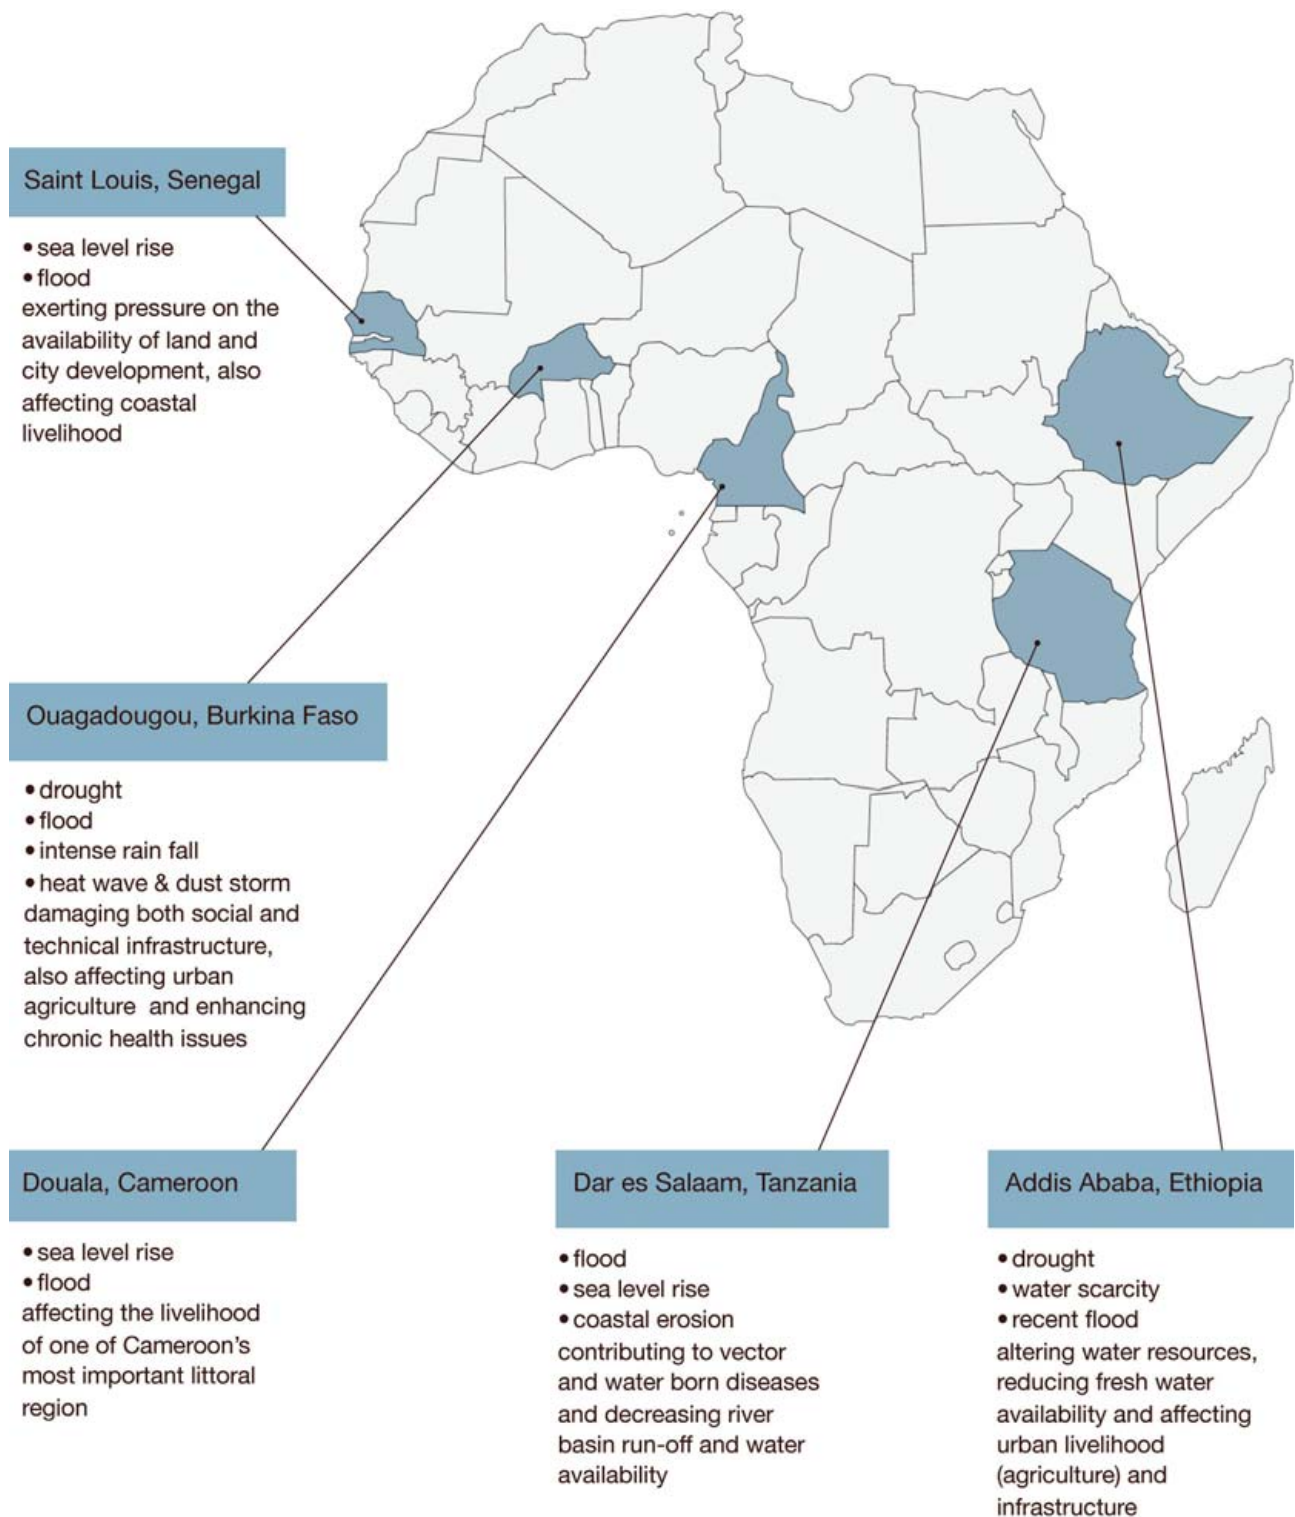 Saint Louis, Senegal
• sea level rise
• flood
exerting pressure on the
availability of land and
city development, also
affecting coastal
livelihood
Ouagadougou, Burkina Faso
• drought
• flood
• intense rain fall
• heat wave & dust storm
damaging both social and
technical infrastructure,
also affecting urban
agriculture and enhancing
chronic health issues
Douala, Cameroon
• sea level rise
• flood
affecting the livelihood
of one of Cameroon's
most important littoral
region
Dar es Salaam, Tanzania
• flood
• sea level rise
• coastal erosion
contributing to vector
and water born diseases
and decreasing river
basin run-off and water
availability
Addis Ababa, Ethiopia
• drought
• water scarcity
• recent flood
altering water resources,
reducing fresh water
availability and affecting
urban livelihood
(agriculture) and
infrastructure